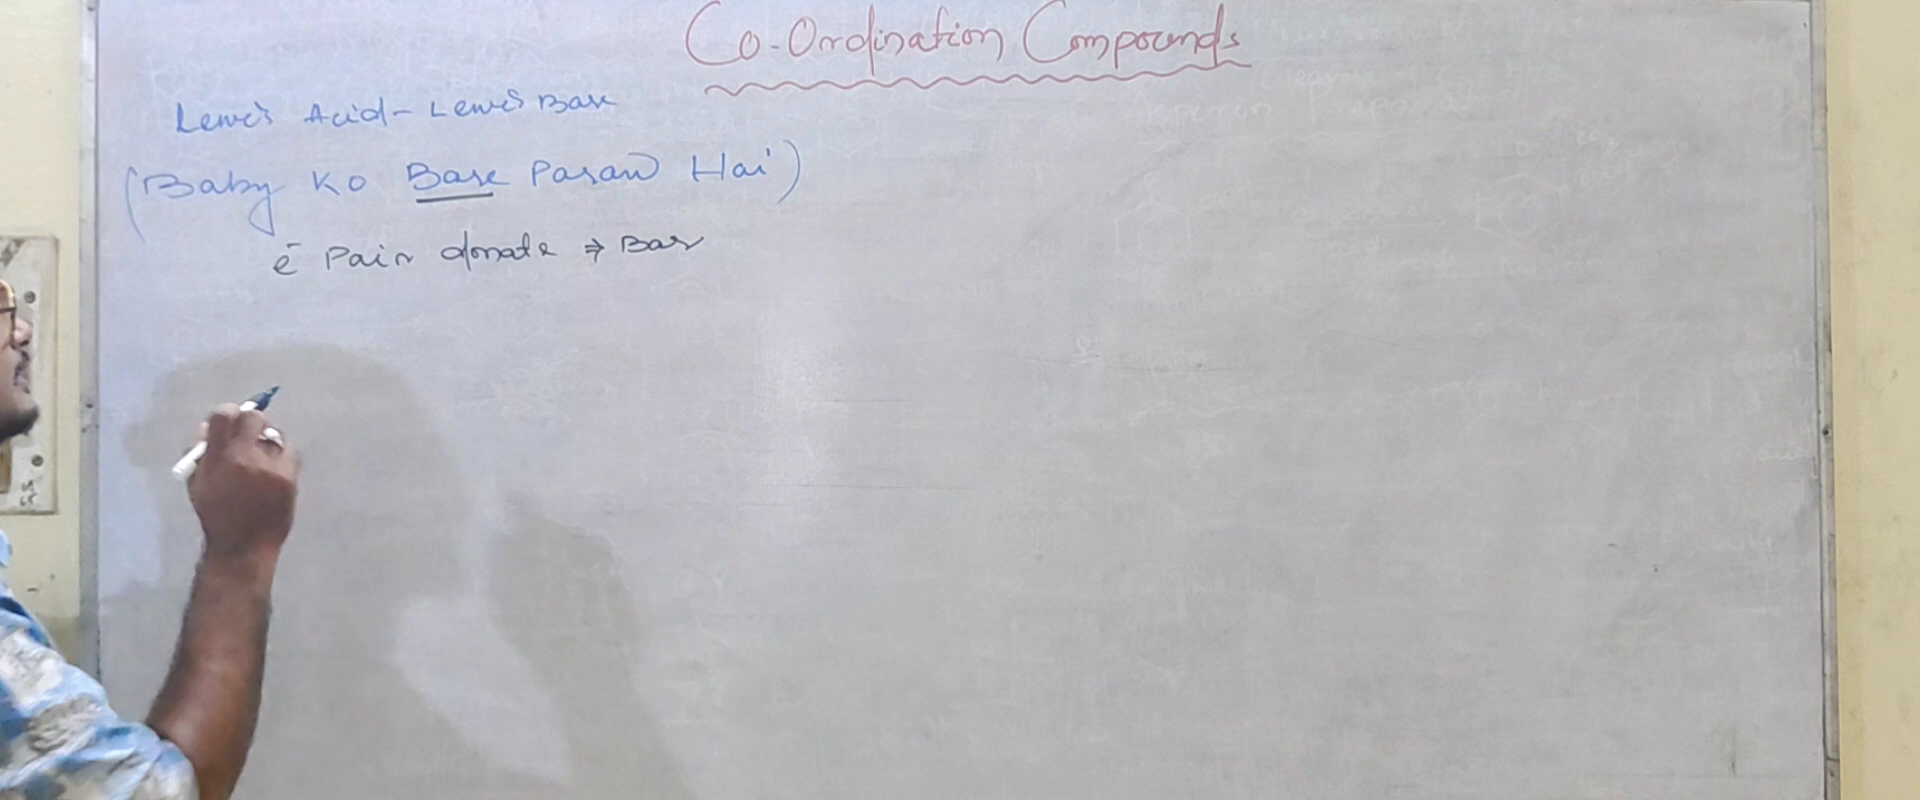 Co-Ordination Compounds
Lewis Acid - Lewis Base
(Baby Ko Base Pasand Hai)
e⁻ Pair donate ⇒ Base